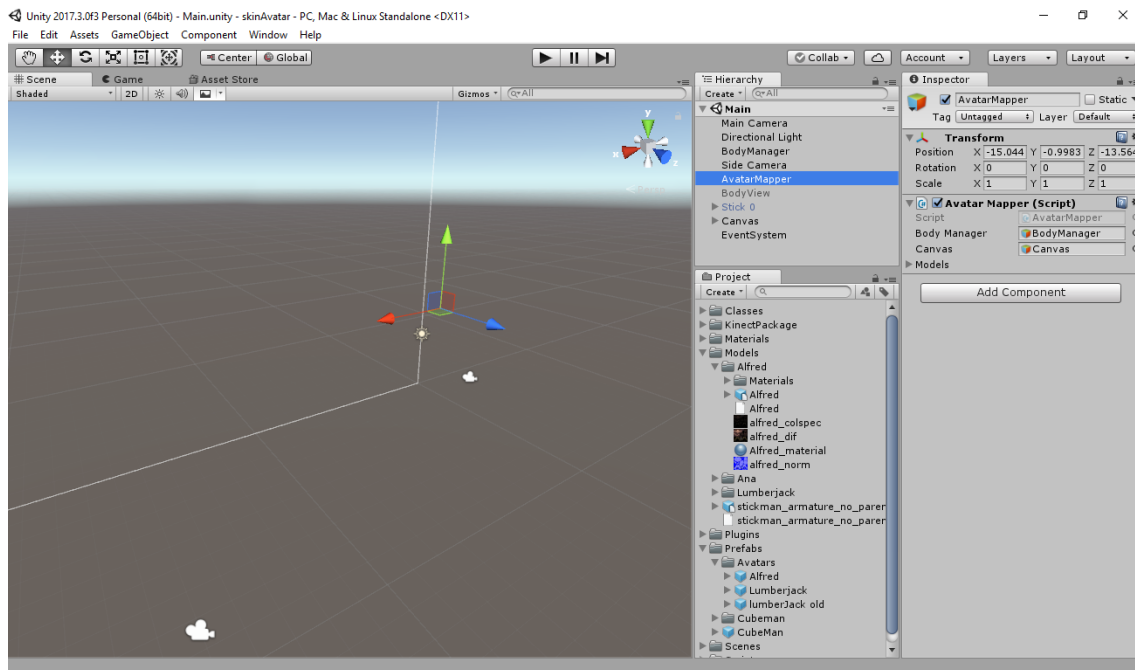 Unity 2017.3.0f3 Personal (64bit) - Main.unity - skinAvatar - PC, Mac & Linux Standalone <DX11>
File Edit Assets GameObject Component Window Help
Center Global Collab Account Layers Layout
Scene Game Asset Store
Shaded 2D Gizmos All
y
x
z
Persp
Hierarchy
Create All
Main
Main Camera
Directional Light
BodyManager
Side Camera
AvatarMapper
BodyView
Stick 0
Canvas
EventSystem
Project
Create
Classes
KinectPackage
Materials
Models
Alfred
Materials
Alfred
Alfred
alfred_colspec
alfred_dif
Alfred_material
alfred_norm
Ana
Lumberjack
stickman_armature_no_parer
stickman_armature_no_parer
Plugins
Prefabs
Avatars
Alfred
Lumberjack
lumberJack old
Cubeman
CubeMan
Scenes
Inspector
AvatarMapper Static
Tag Untagged Layer Default
Transform
Position X -15.044 Y -0.9983 Z -13.564
Rotation X 0 Y 0 Z 0
Scale X 1 Y 1 Z 1
Avatar Mapper (Script)
Script AvatarMapper
Body Manager BodyManager
Canvas Canvas
Models
Add Component